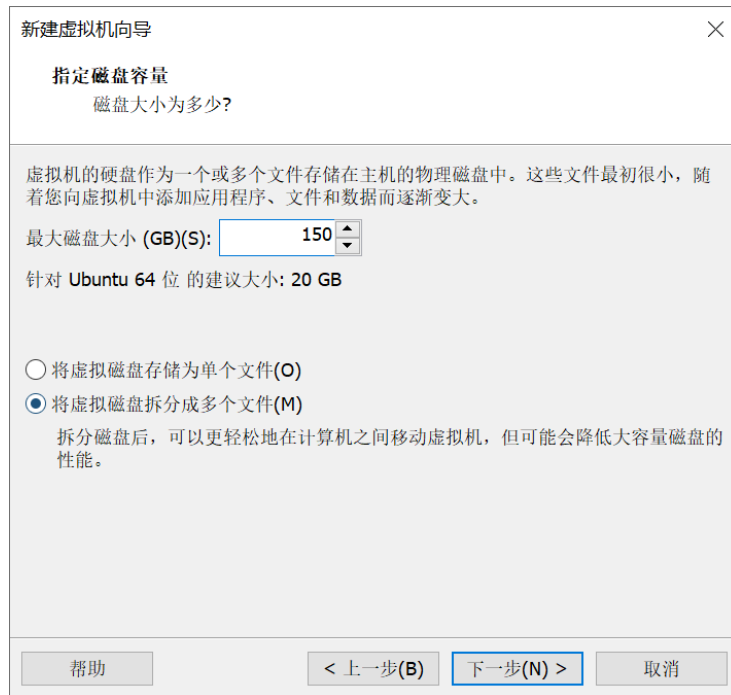 新建虚拟机向导
指定磁盘容量
磁盘大小为多少?
虚拟机的硬盘作为一个或多个文件存储在主机的物理磁盘中。这些文件最初很小，随
着您向虚拟机中添加应用程序、文件和数据而逐渐变大。
最大磁盘大小 (GB)(S): 150
针对 Ubuntu 64 位 的建议大小: 20 GB
将虚拟磁盘存储为单个文件(O)
将虚拟磁盘拆分成多个文件(M)
拆分磁盘后，可以更轻松地在计算机之间移动虚拟机，但可能会降低大容量磁盘的
性能。
帮助 < 上一步(B) 下一步(N) > 取消